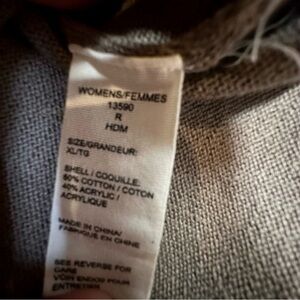 WOMENS/FEMMES
13590
R
HDM
SIZE/GRANDEUR:
XL/TG
SHELL / COQUILLE:
60% COTTON / COTON
40% ACRYLIC /
ACRYLIQUE
MADE IN CHINA/
FABRIQUE EN CHINE
SEE REVERSE FOR
CARE
VOIR ENDOS POUR
ENTRETIEN